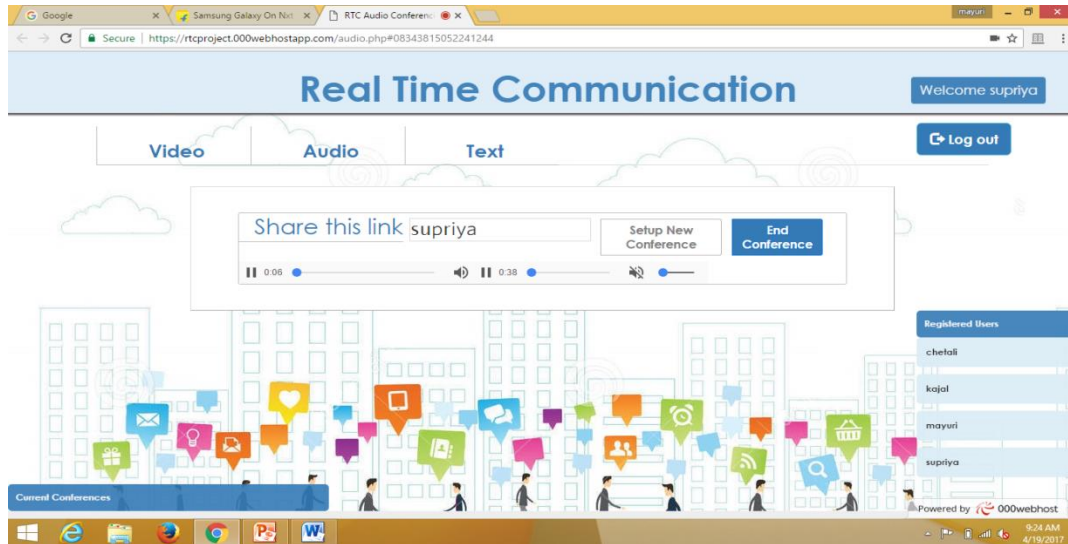 Google
Samsung Galaxy On Nxt
RTC Audio Conferenc
mayuri
Secure | https://rtcproject.000webhostapp.com/audio.php#08343815052241244
Real Time Communication
Welcome supriya
Log out
Video Audio Text
Share this link supriya
Setup New
Conference
End
Conference
0:06 0:38
Registered Users
chetali
kajal
mayuri
supriya
Current Conferences
Powered by 000webhost
9:24 AM
4/19/2017